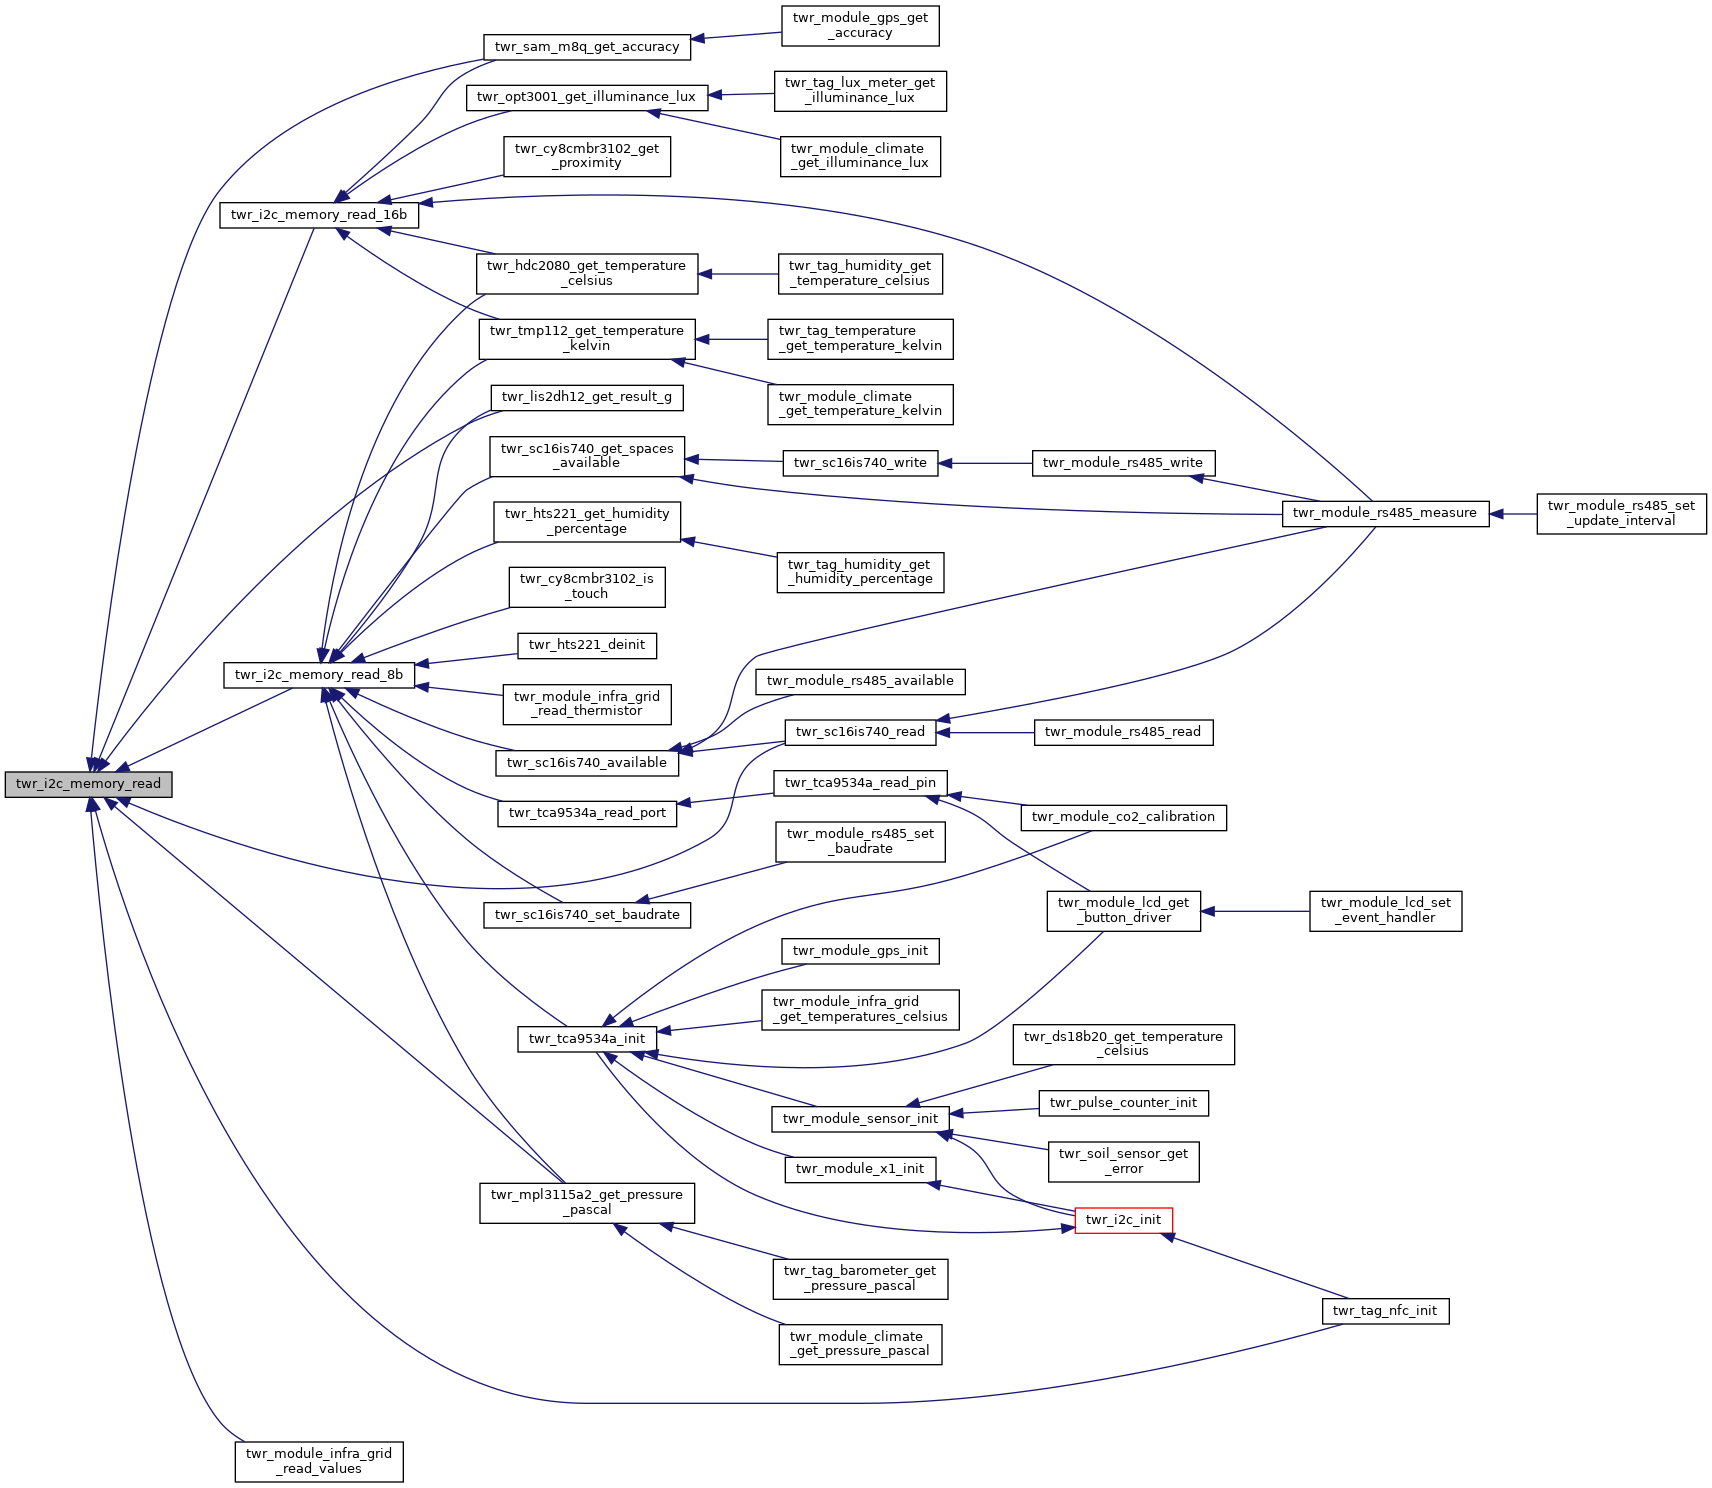 twr_module_gps_get
_accuracy
twr_sam_m8q_get_accuracy
twr_tag_lux_meter_get
_illuminance_lux
twr_opt3001_get_illuminance_lux
twr_module_climate
_get_illuminance_lux
twr_cy8cmbr3102_get
_proximity
twr_i2c_memory_read_16b
twr_hdc2080_get_temperature
_celsius
twr_tag_humidity_get
_temperature_celsius
twr_tmp112_get_temperature
_kelvin
twr_tag_temperature
_get_temperature_kelvin
twr_module_climate
_get_temperature_kelvin
twr_lis2dh12_get_result_g
twr_sc16is740_get_spaces
_available
twr_sc16is740_write
twr_module_rs485_write
twr_module_rs485_measure
twr_module_rs485_set
_update_interval
twr_hts221_get_humidity
_percentage
twr_tag_humidity_get
_humidity_percentage
twr_cy8cmbr3102_is
_touch
twr_hts221_deinit
twr_i2c_memory_read_8b
twr_module_infra_grid
_read_thermistor
twr_module_rs485_available
twr_sc16is740_read
twr_module_rs485_read
twr_sc16is740_available
twr_i2c_memory_read
twr_tca9534a_read_pin
twr_tca9534a_read_port
twr_module_co2_calibration
twr_module_rs485_set
_baudrate
twr_sc16is740_set_baudrate
twr_module_lcd_get
_button_driver
twr_module_lcd_set
_event_handler
twr_module_gps_init
twr_module_infra_grid
_get_temperatures_celsius
twr_tca9534a_init
twr_ds18b20_get_temperature
_celsius
twr_pulse_counter_init
twr_module_sensor_init
twr_soil_sensor_get
_error
twr_module_x1_init
twr_mpl3115a2_get_pressure
_pascal
twr_i2c_init
twr_tag_barometer_get
_pressure_pascal
twr_tag_nfc_init
twr_module_climate
_get_pressure_pascal
twr_module_infra_grid
_read_values